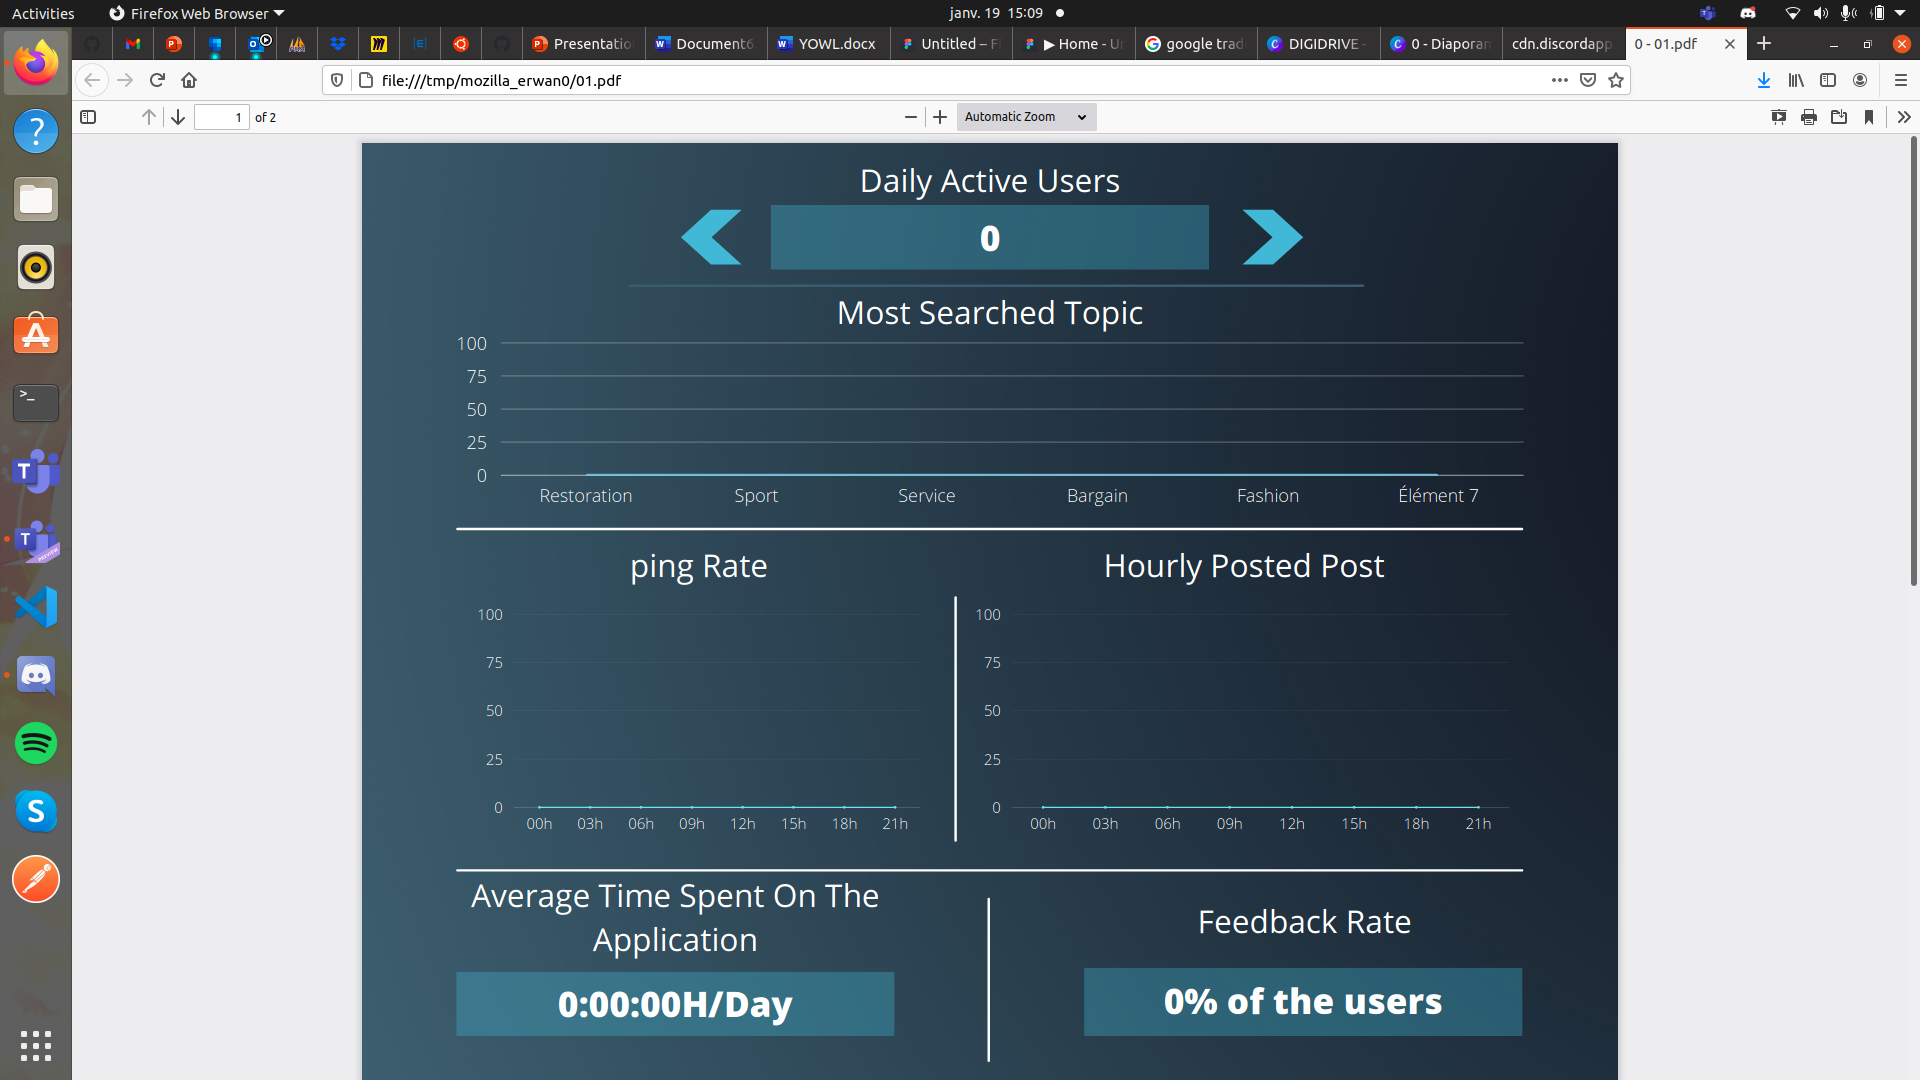 Activities Firefox Web Browser janv. 19 15:09
Presentatio Document6 YOWL.docx Untitled – Fi ▶ Home - Ur google trad DIGIDRIVE - 0 - Diaporan cdn.discordapp 0 - 01.pdf
file:///tmp/mozilla_erwan0/01.pdf
1 of 2 Automatic Zoom
Daily Active Users
0
Most Searched Topic
100
75
50
25
0
Restoration Sport Service Bargain Fashion Élément 7
ping Rate
100
75
50
25
0
00h 03h 06h 09h 12h 15h 18h 21h
Hourly Posted Post
100
75
50
25
0
00h 03h 06h 09h 12h 15h 18h 21h
Average Time Spent On The
Application
0:00:00H/Day
Feedback Rate
0% of the users